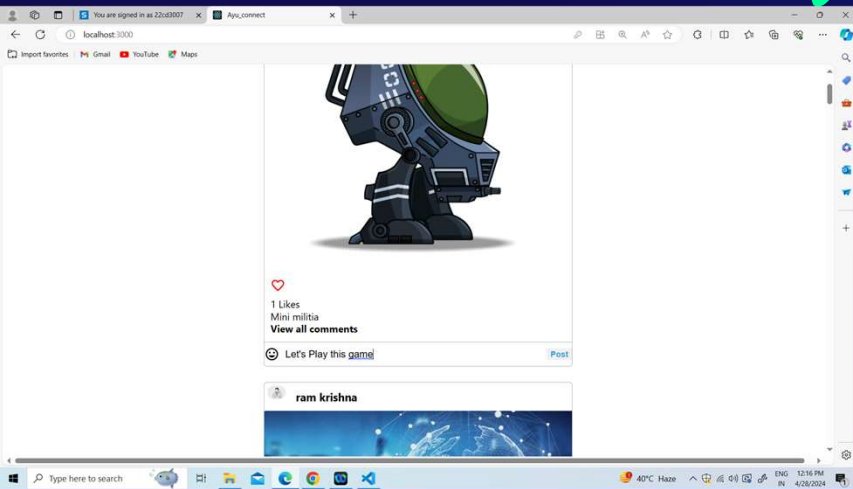 You are signed in as 22cd3007
Ayu_connect
localhost:3000
Import favorites
Gmail
YouTube
Maps
1 Likes
Mini militia
View all comments
Let's Play this game
Post
ram krishna
Type here to search
40°C Haze
ENG
IN
12:16 PM
4/28/2024